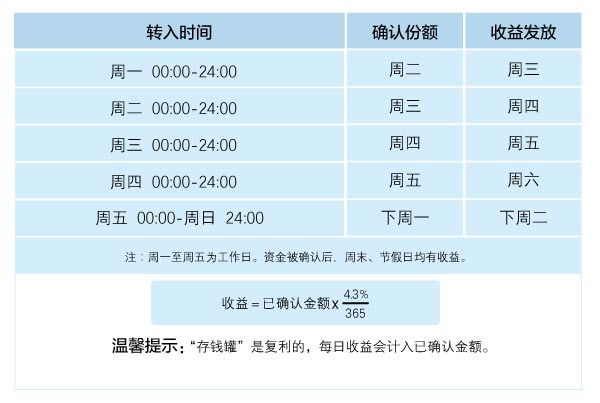 转入时间 确认份额 收益发放
周一 00:00-24:00 周二 周三
周二 00:00-24:00 周三 周四
周三 00:00-24:00 周四 周五
周四 00:00-24:00 周五 周六
周五 00:00-周日 24:00 下周一 下周二
注：周一至周五为工作日。资金被确认后，周末、节假日均有收益。
收益=已确认金额x 4.3%/365
温馨提示：“存钱罐”是复利的，每日收益会计入已确认金额。